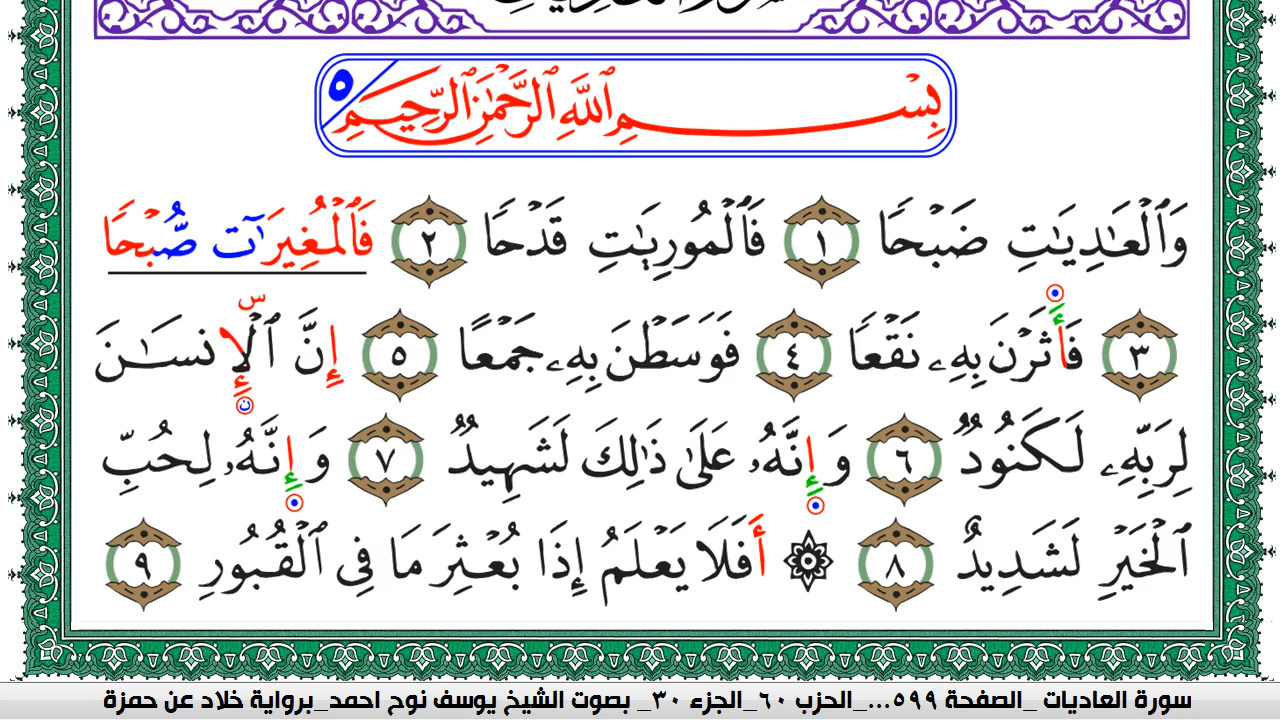 بِسْمِ ٱللَّهِ ٱلرَّحْمَٰنِ ٱلرَّحِيمِ ٥
وَٱلْعَٰدِيَٰتِ ضَبْحًا ١ فَٱلْمُورِيَٰتِ قَدْحًا ٢ فَٱلْمُغِيرَٰٓت صُّبْحًا
٣ فَأَثَرْنَ بِهِۦ نَقْعًا ٤ فَوَسَطْنَ بِهِۦ جَمْعًا ٥ إِنَّ ٱلْإِنسَٰنَ
لِرَبِّهِۦ لَكَنُودٌ ٦ وَإِنَّهُۥ عَلَىٰ ذَٰلِكَ لَشَهِيدٌ ٧ وَإِنَّهُۥ لِحُبِّ
ٱلْخَيْرِ لَشَدِيدٌ ٨ ۞ أَفَلَا يَعْلَمُ إِذَا بُعْثِرَ مَا فِى ٱلْقُبُورِ ٩
سورة العاديات _الصفحة ٥٩٩..._الحزب ٦٠_الجزء ٣٠_ بصوت الشيخ يوسف نوح احمد_برواية خلاد عن حمزة